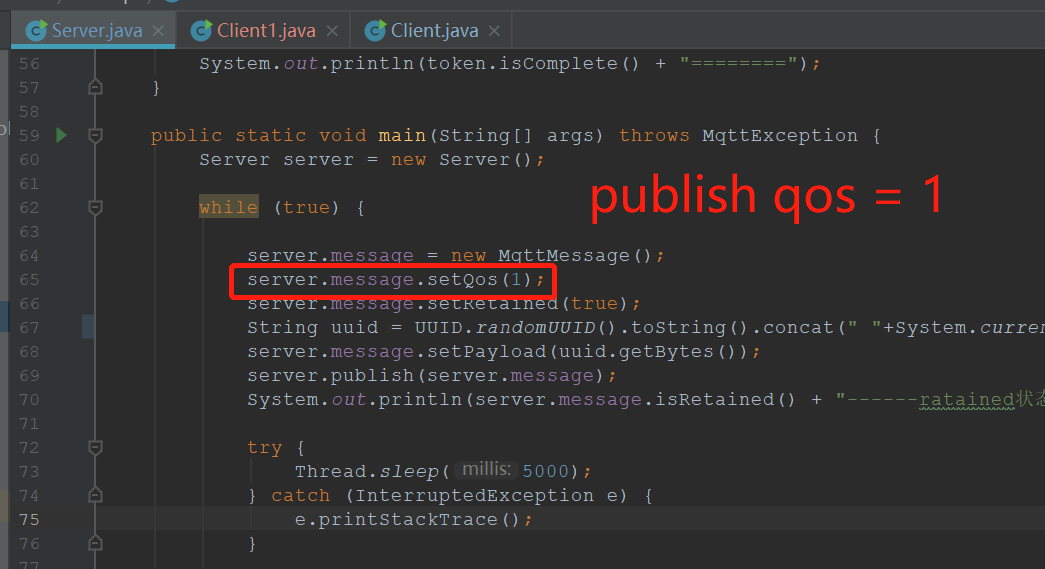 Server.java × Client1.java × Client.java ×
56 System.out.println(token.isComplete() + "========");
57 }
58
59 public static void main(String[] args) throws MqttException {
60 Server server = new Server();
61
publish qos = 1
62 while (true) {
63
64 server.message = new MqttMessage();
65 server.message.setQos(1);
66 server.message.setRetained(true);
67 String uuid = UUID.randomUUID().toString().concat(" "+System.curren
68 server.message.setPayload(uuid.getBytes());
69 server.publish(server.message);
70 System.out.println(server.message.isRetained() + "------ratained状态
71
72 try {
73 Thread.sleep( millis: 5000);
74 } catch (InterruptedException e) {
75 e.printStackTrace();
76 }
77